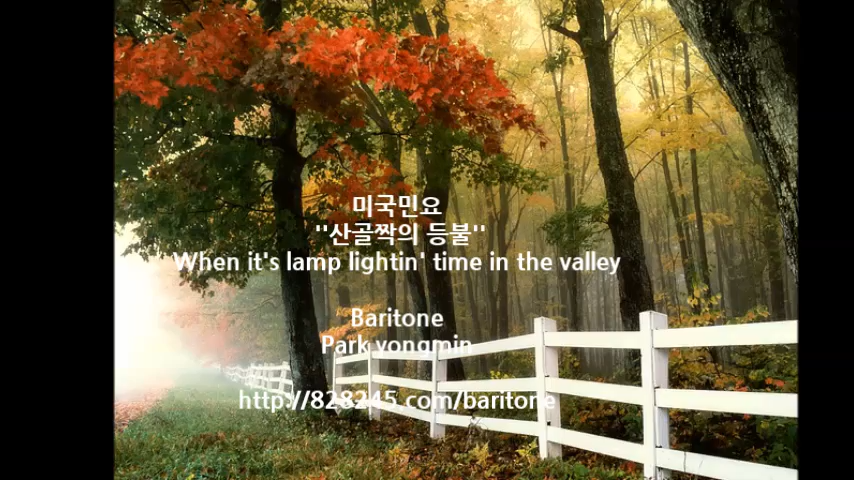 미국민요
"산골짝의 등불"
When it's lamp lightin' time in the valley
Baritone
Park yongmin
http://828245.com/baritone